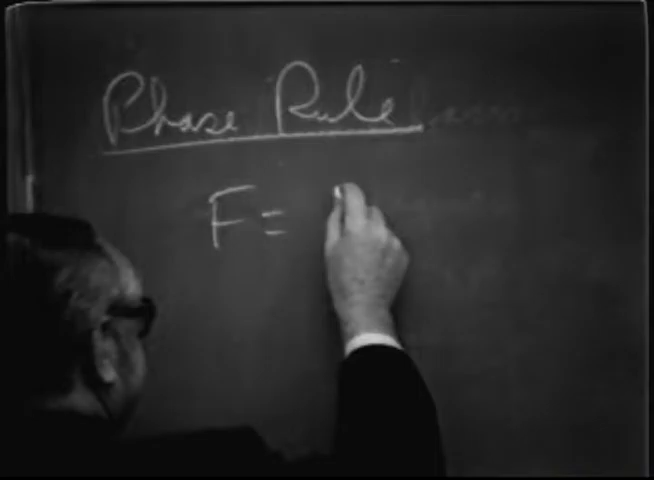 Phase Rule
F =